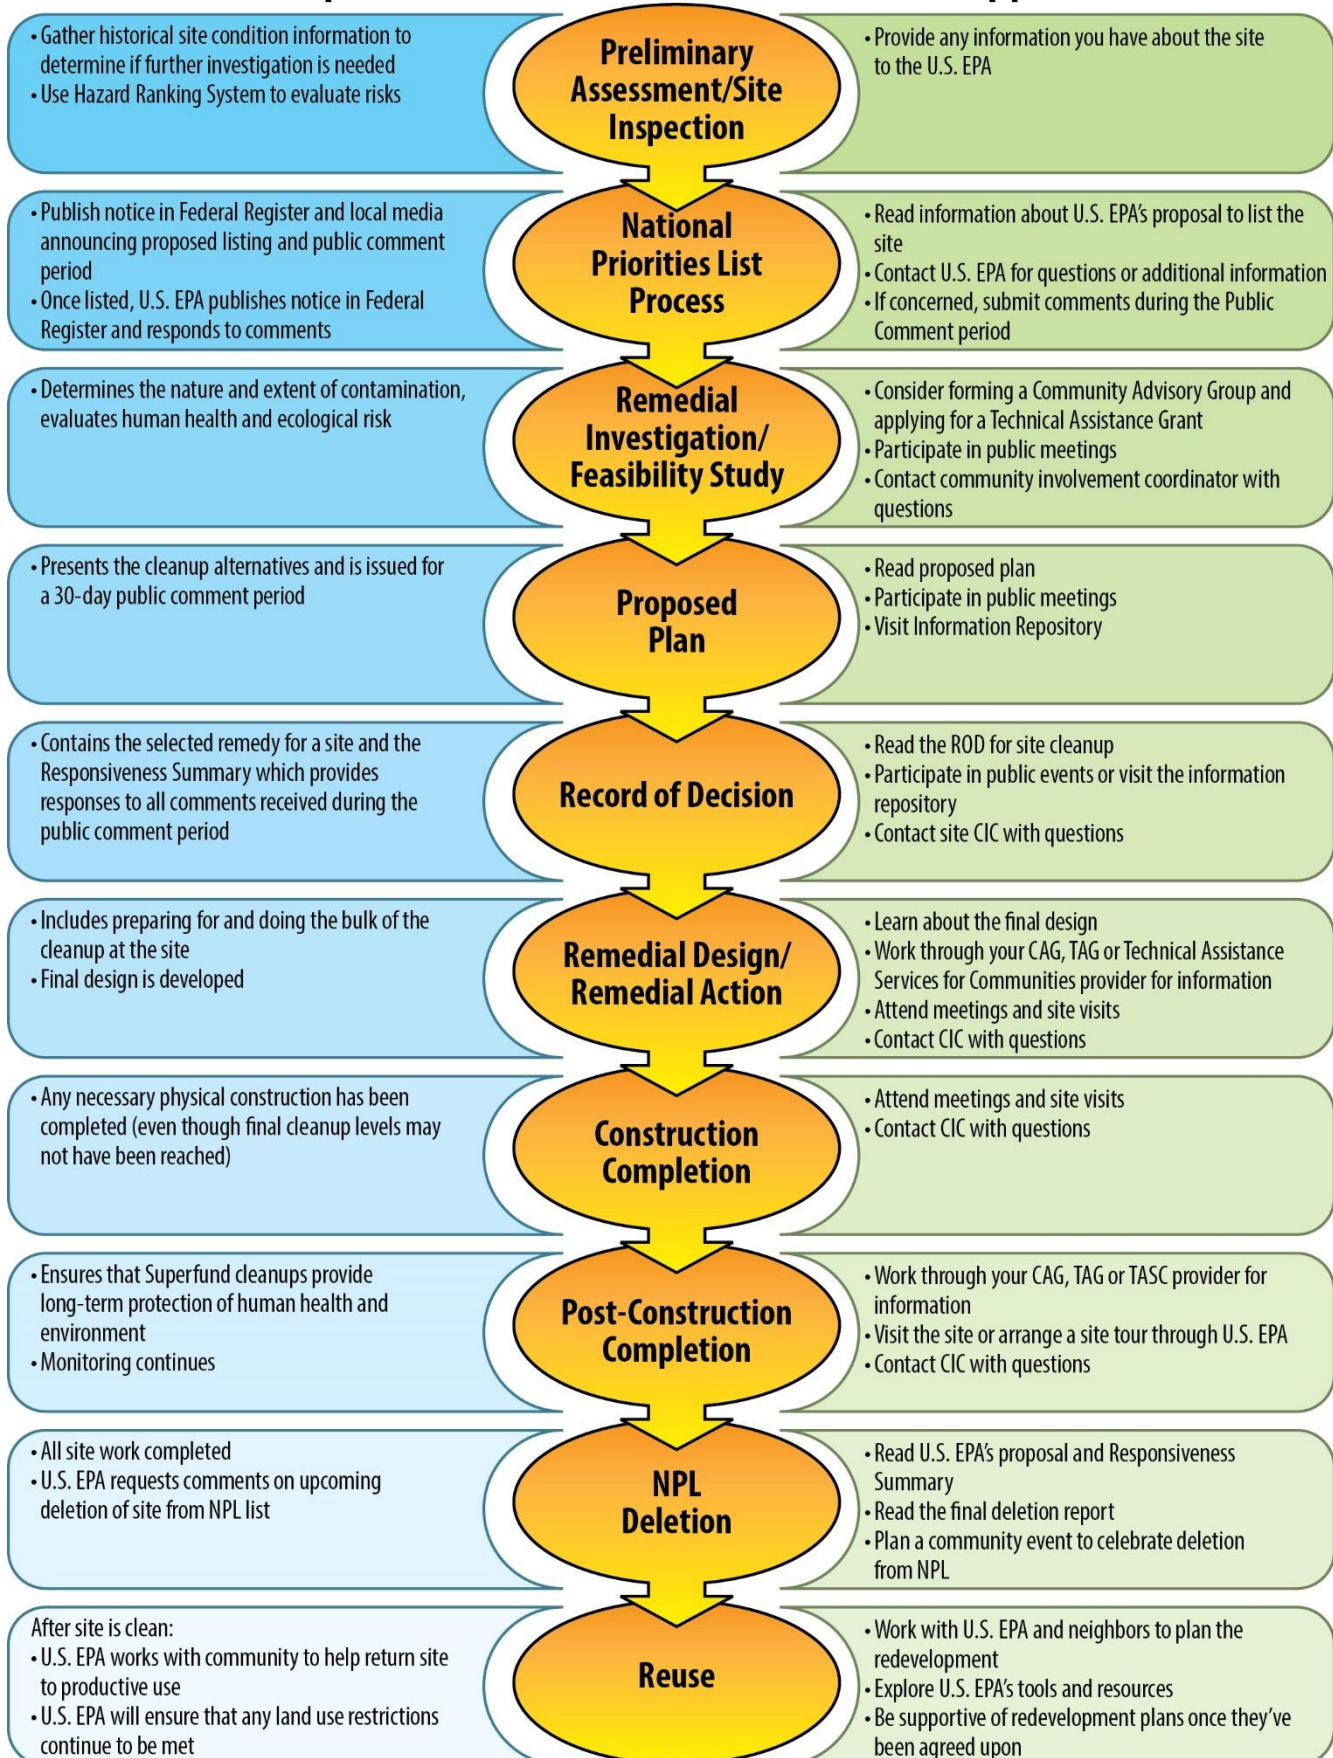 • Gather historical site condition information to
determine if further investigation is needed
• Use Hazard Ranking System to evaluate risks
Preliminary
Assessment/Site
Inspection
• Provide any information you have about the site
to the U.S. EPA
• Publish notice in Federal Register and local media
announcing proposed listing and public comment
period
• Once listed, U.S. EPA publishes notice in Federal
Register and responds to comments
National
Priorities List
Process
• Read information about U.S. EPA's proposal to list the
site
• Contact U.S. EPA for questions or additional information
• If concerned, submit comments during the Public
Comment period
• Determines the nature and extent of contamination,
evaluates human health and ecological risk
Remedial
Investigation/
Feasibility Study
• Consider forming a Community Advisory Group and
applying for a Technical Assistance Grant
• Participate in public meetings
• Contact community involvement coordinator with
questions
• Presents the cleanup alternatives and is issued for
a 30-day public comment period
Proposed
Plan
• Read proposed plan
• Participate in public meetings
• Visit Information Repository
• Contains the selected remedy for a site and the
Responsiveness Summary which provides
responses to all comments received during the
public comment period
Record of Decision
• Read the ROD for site cleanup
• Participate in public events or visit the information
repository
• Contact site CIC with questions
• Includes preparing for and doing the bulk of the
cleanup at the site
• Final design is developed
Remedial Design/
Remedial Action
• Learn about the final design
• Work through your CAG, TAG or Technical Assistance
Services for Communities provider for information
• Attend meetings and site visits
• Contact CIC with questions
• Any necessary physical construction has been
completed (even though final cleanup levels may
not have been reached)
Construction
Completion
• Attend meetings and site visits
• Contact CIC with questions
• Ensures that Superfund cleanups provide
long-term protection of human health and
environment
• Monitoring continues
Post-Construction
Completion
• Work through your CAG, TAG or TASC provider for
information
• Visit the site or arrange a site tour through U.S. EPA
• Contact CIC with questions
• All site work completed
• U.S. EPA requests comments on upcoming
deletion of site from NPL list
NPL
Deletion
• Read U.S. EPA's proposal and Responsiveness
Summary
• Read the final deletion report
• Plan a community event to celebrate deletion
from NPL
After site is clean:
• U.S. EPA works with community to help return site
to productive use
• U.S. EPA will ensure that any land use restrictions
continue to be met
Reuse
• Work with U.S. EPA and neighbors to plan the
redevelopment
• Explore U.S. EPA's tools and resources
• Be supportive of redevelopment plans once they've
been agreed upon